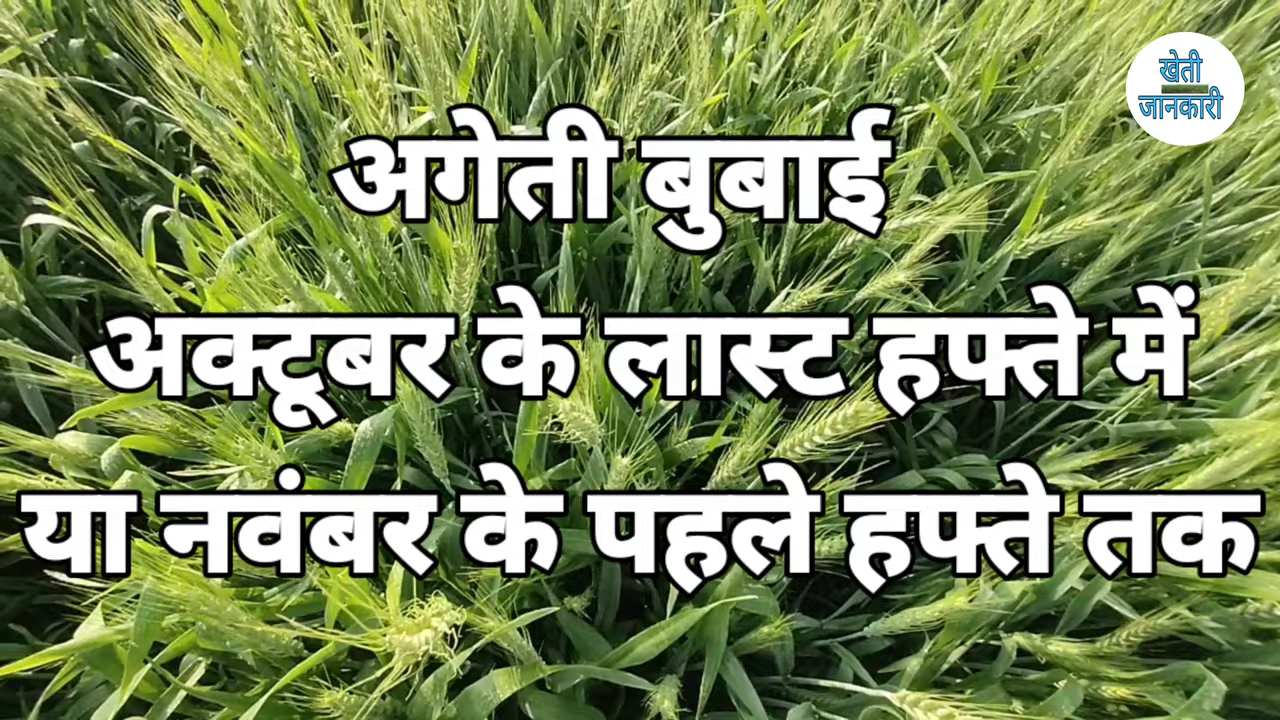 खेती
जानकारी
अगेती बुबाई
अक्टूबर के लास्ट हफ्ते में
या नवंबर के पहले हफ्ते तक